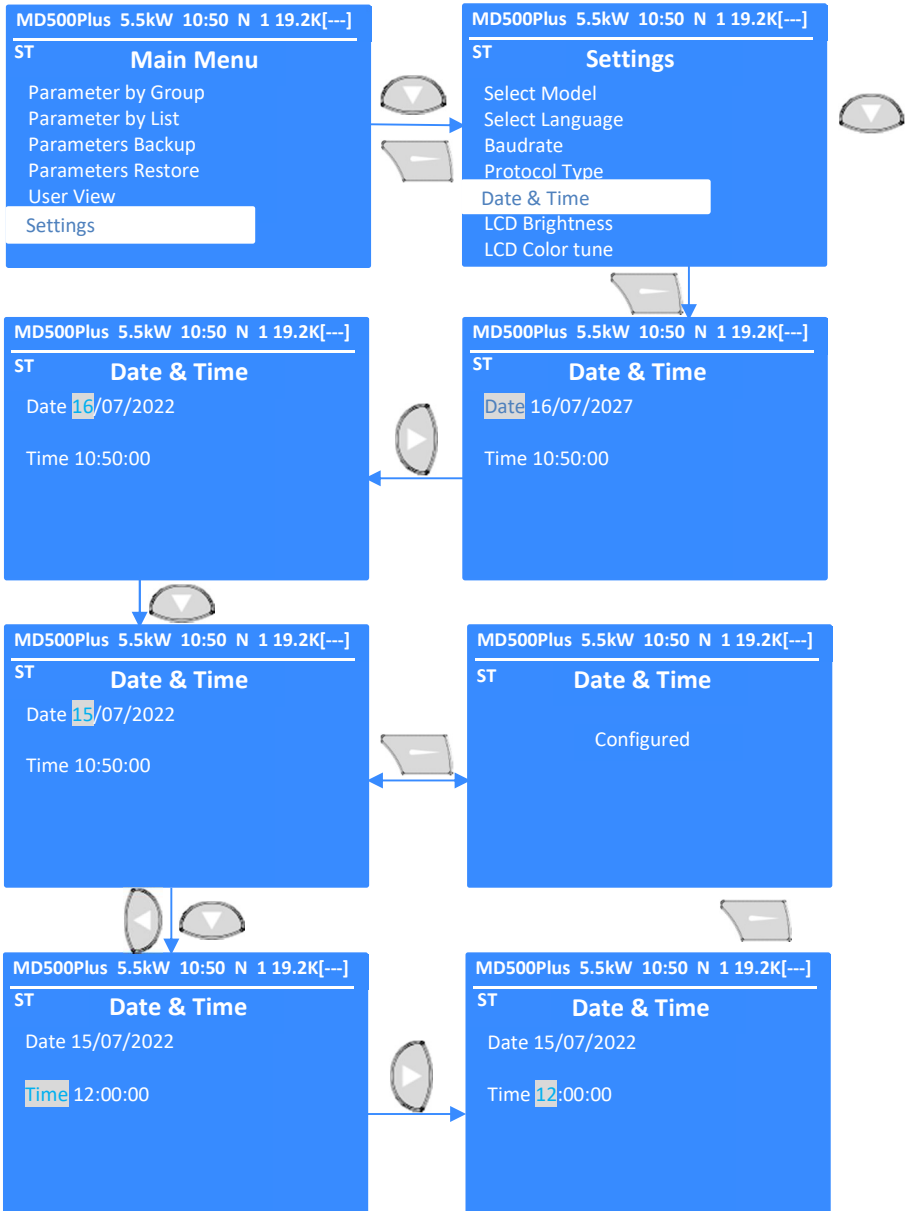 MD500Plus 5.5kW 10:50 N 1 19.2K[---]
ST
Main Menu
Parameter by Group
Parameter by List
Parameters Backup
Parameters Restore
User View
Settings
MD500Plus 5.5kW 10:50 N 1 19.2K[---]
ST
Settings
Select Model
Select Language
Baudrate
Protocol Type
Date & Time
LCD Brightness
LCD Color tune
MD500Plus 5.5kW 10:50 N 1 19.2K[---]
ST
Date & Time
Date 16/07/2022
Time 10:50:00
MD500Plus 5.5kW 10:50 N 1 19.2K[---]
ST
Date & Time
Date 16/07/2027
Time 10:50:00
MD500Plus 5.5kW 10:50 N 1 19.2K[---]
ST
Date & Time
Date 15/07/2022
Time 10:50:00
MD500Plus 5.5kW 10:50 N 1 19.2K[---]
ST
Date & Time
Configured
MD500Plus 5.5kW 10:50 N 1 19.2K[---]
ST
Date & Time
Date 15/07/2022
Time 12:00:00
MD500Plus 5.5kW 10:50 N 1 19.2K[---]
ST
Date & Time
Date 15/07/2022
Time 12:00:00